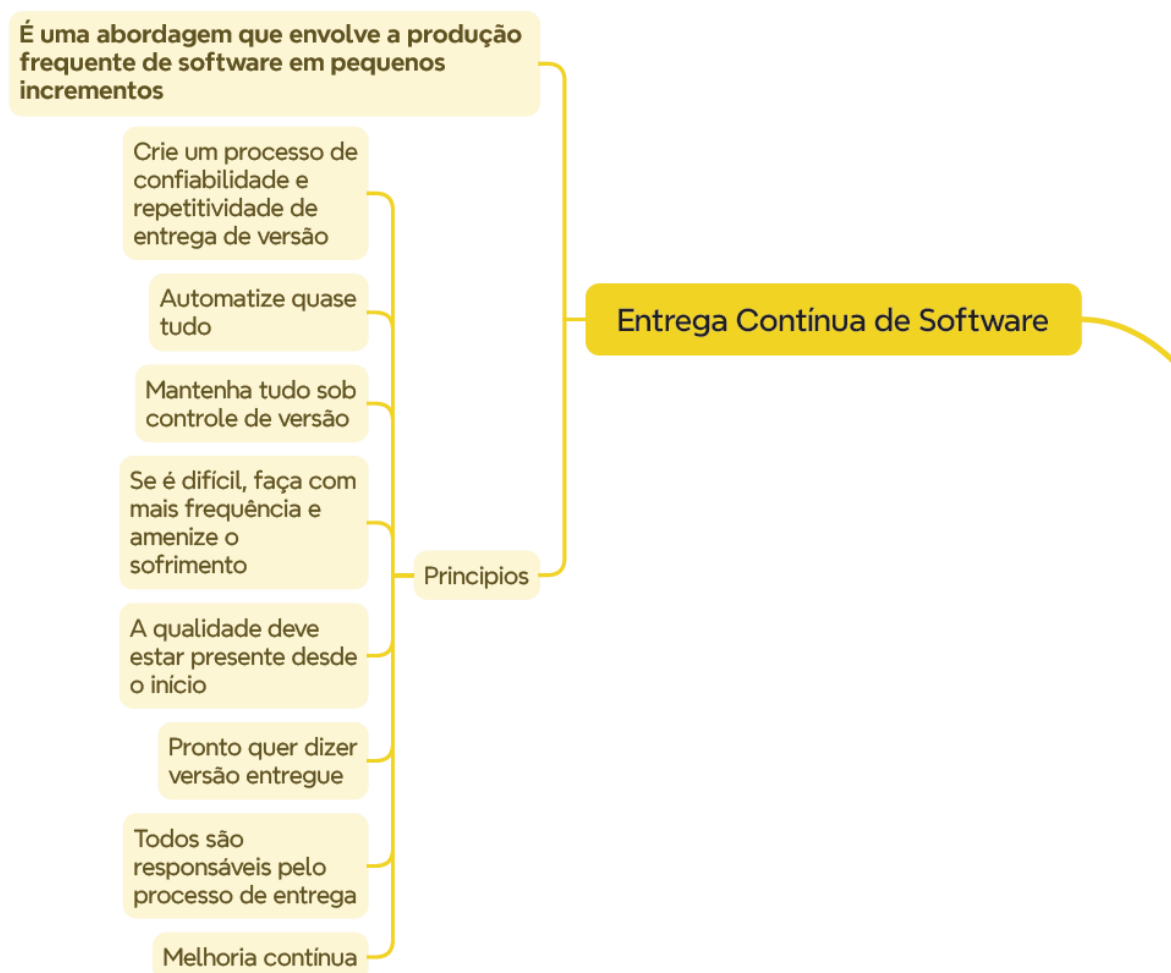 É uma abordagem que envolve a produção
frequente de software em pequenos
incrementos
Crie um processo de
confiabilidade e
repetitividade de
entrega de versão
Automatize quase
tudo
Mantenha tudo sob
controle de versão
Se é difícil, faça com
mais frequência e
amenize o
sofrimento
A qualidade deve
estar presente desde
o início
Pronto quer dizer
versão entregue
Todos são
responsáveis pelo
processo de entrega
Melhoria contínua
Principios
Entrega Contínua de Software